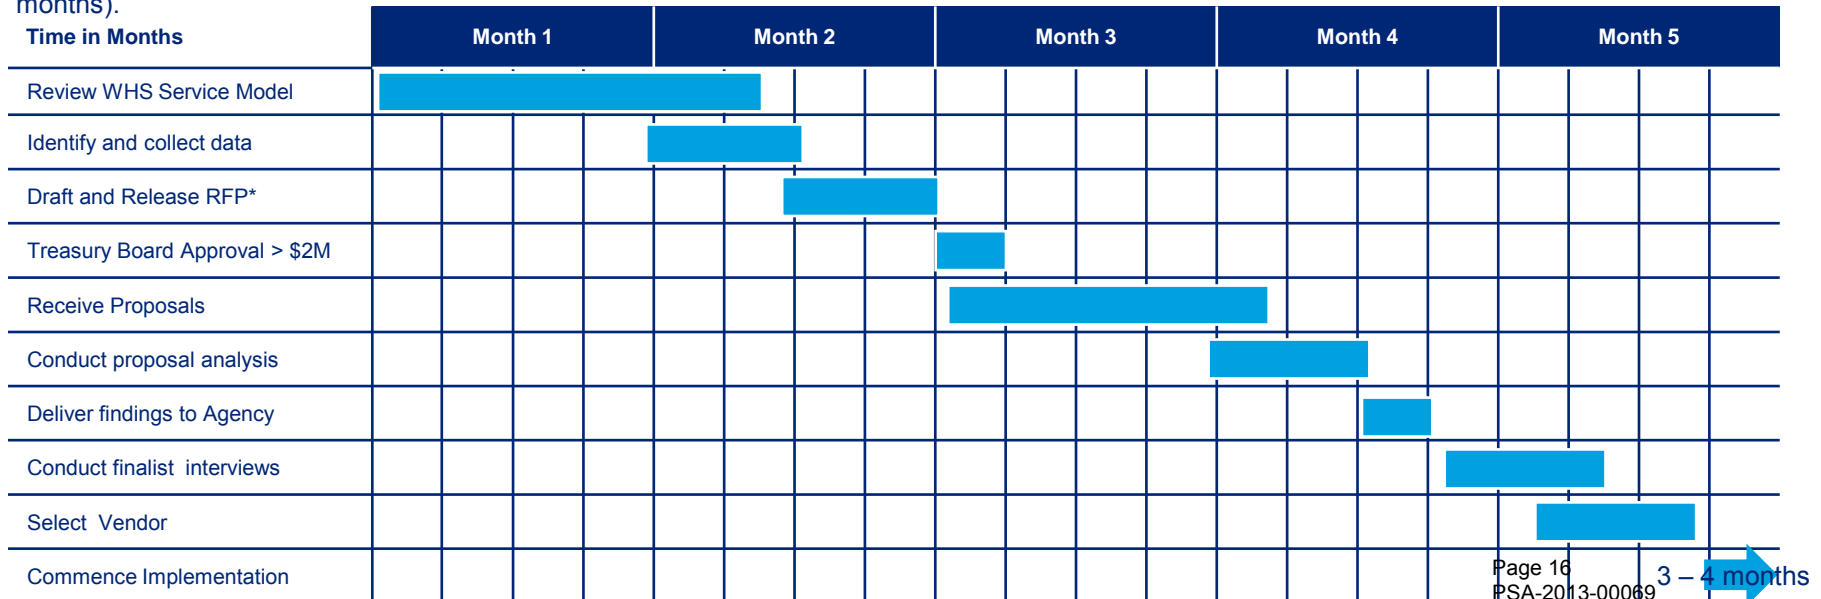 months).
Time in Months Month 1 Month 2 Month 3 Month 4 Month 5
Review WHS Service Model
Identify and collect data
Draft and Release RFP*
Treasury Board Approval > $2M
Receive Proposals
Conduct proposal analysis
Deliver findings to Agency
Conduct finalist interviews
Select Vendor
Commence Implementation
Page 16
PSA-2013-00069
3 – 4 months